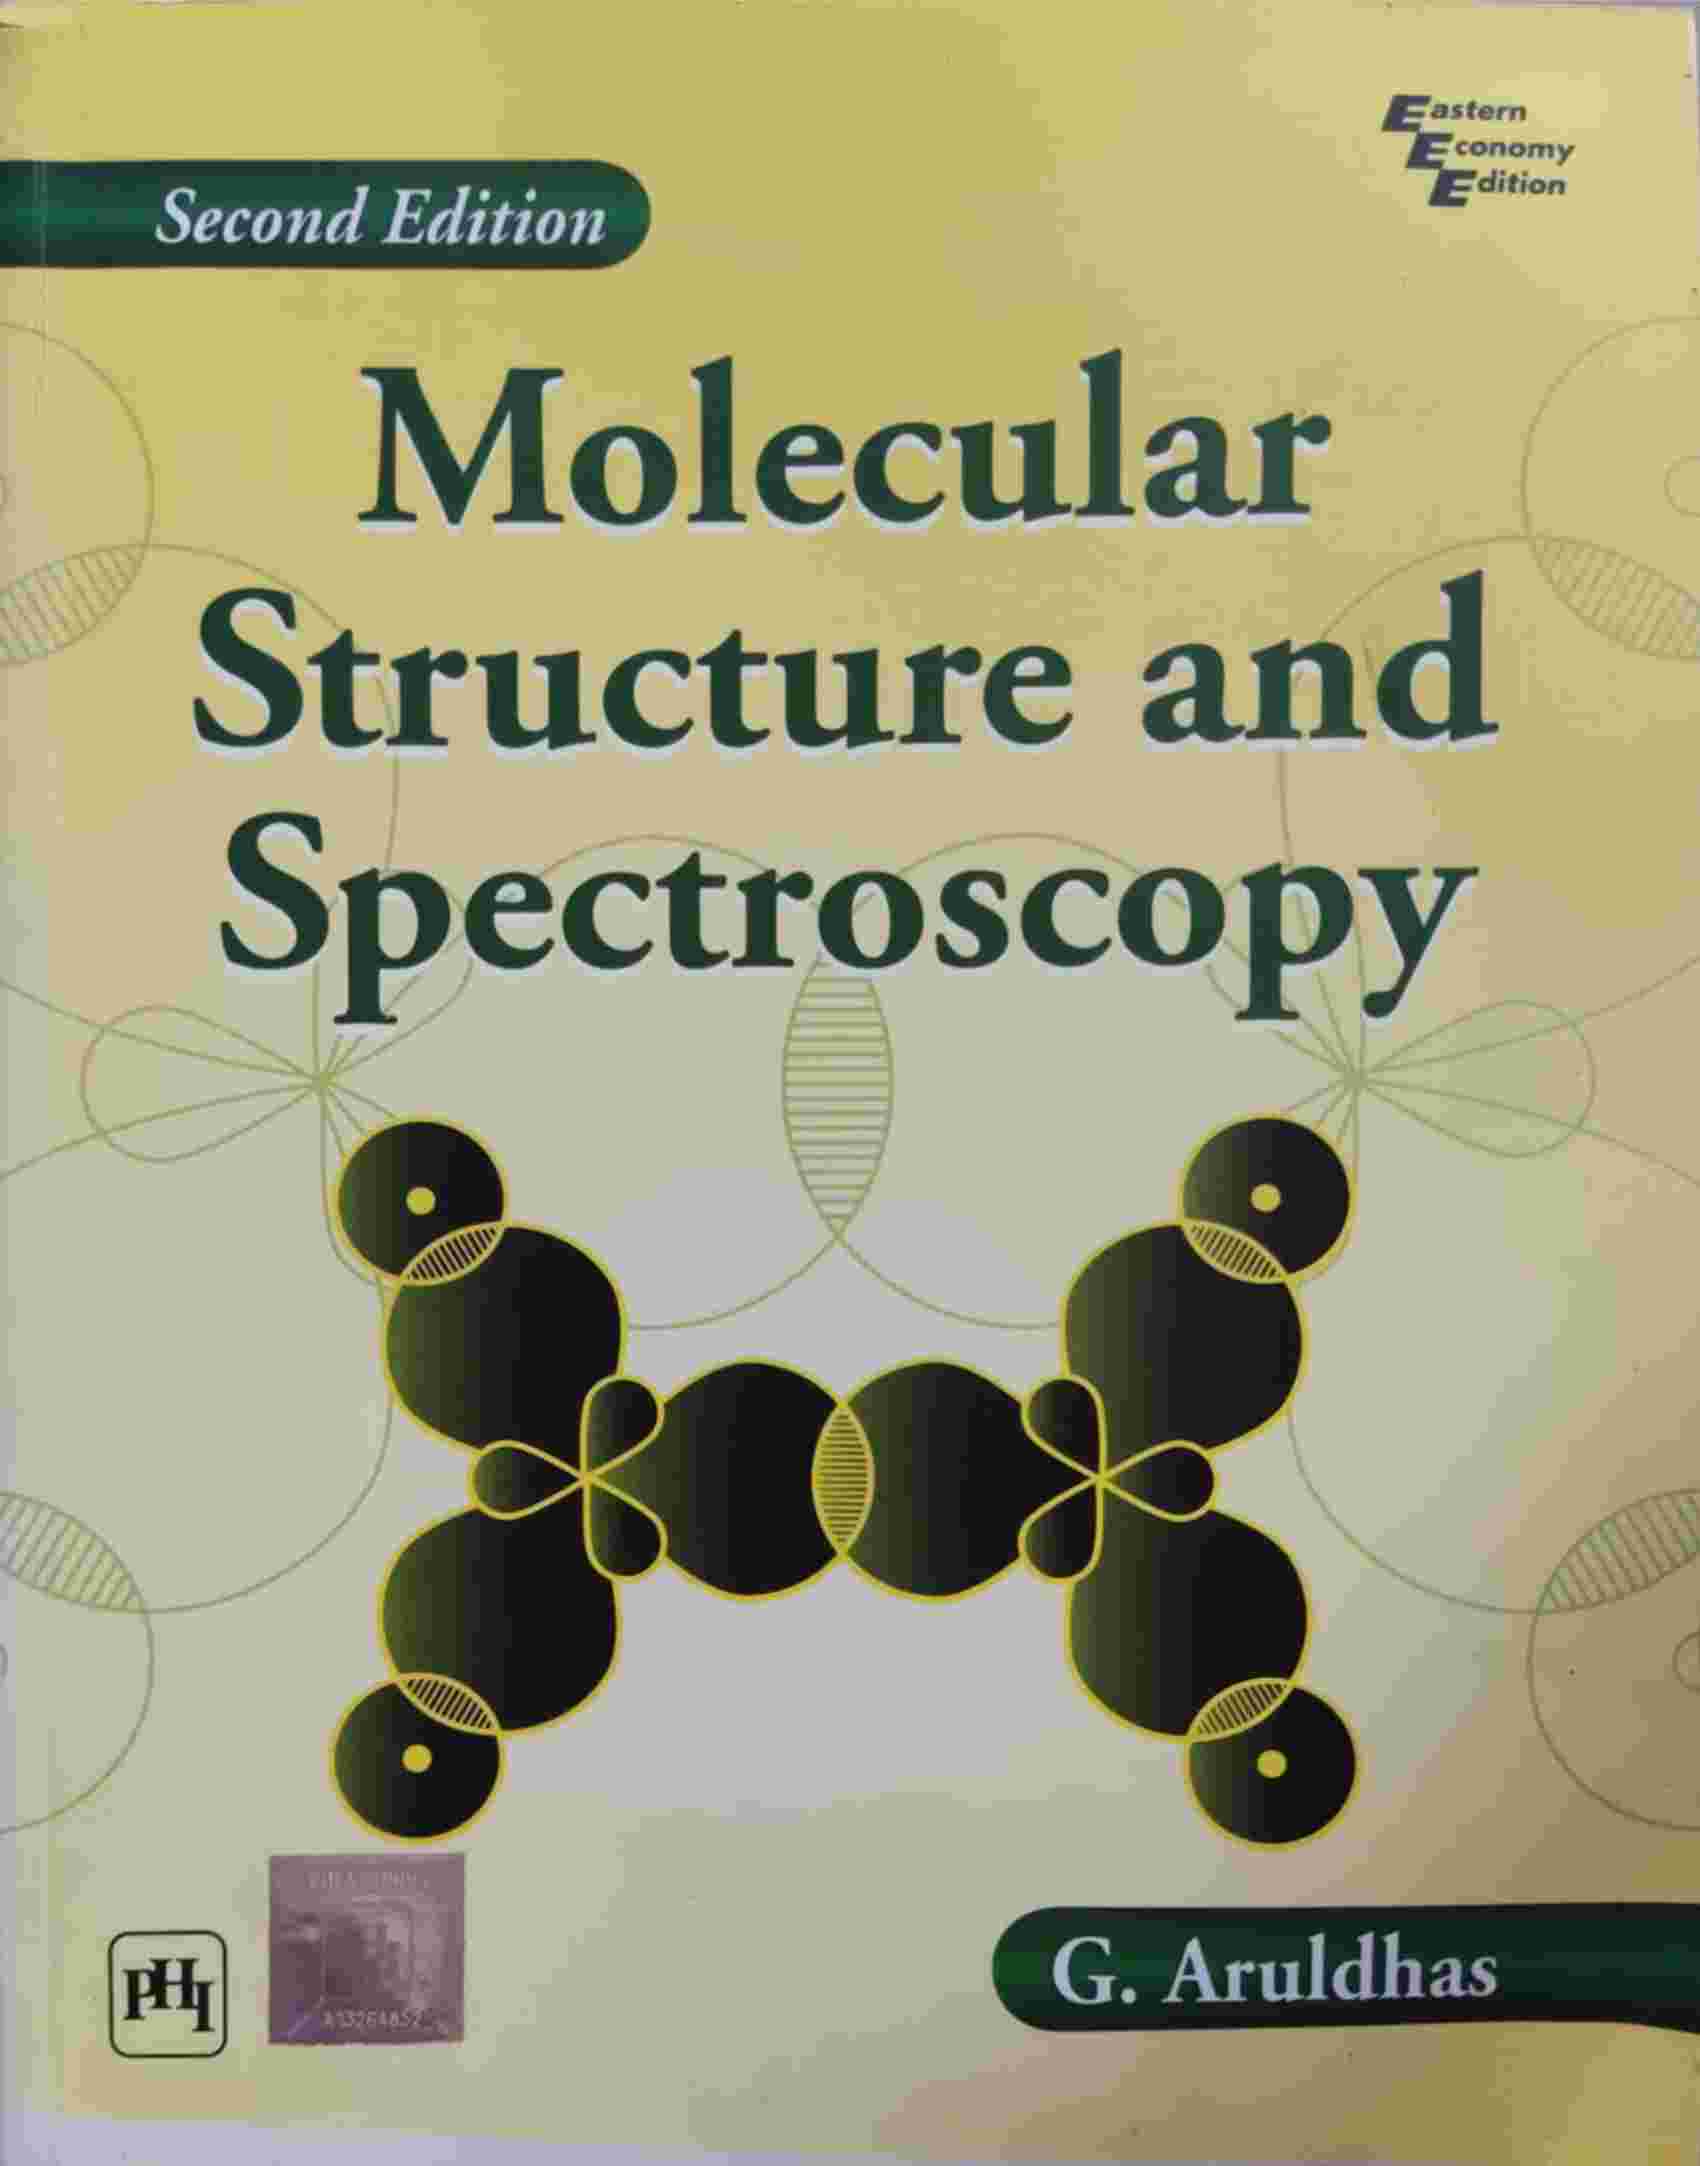 Eastern
Economy
Edition
Second Edition
Molecular
Structure and
Spectroscopy
G. Aruldhas
PHI